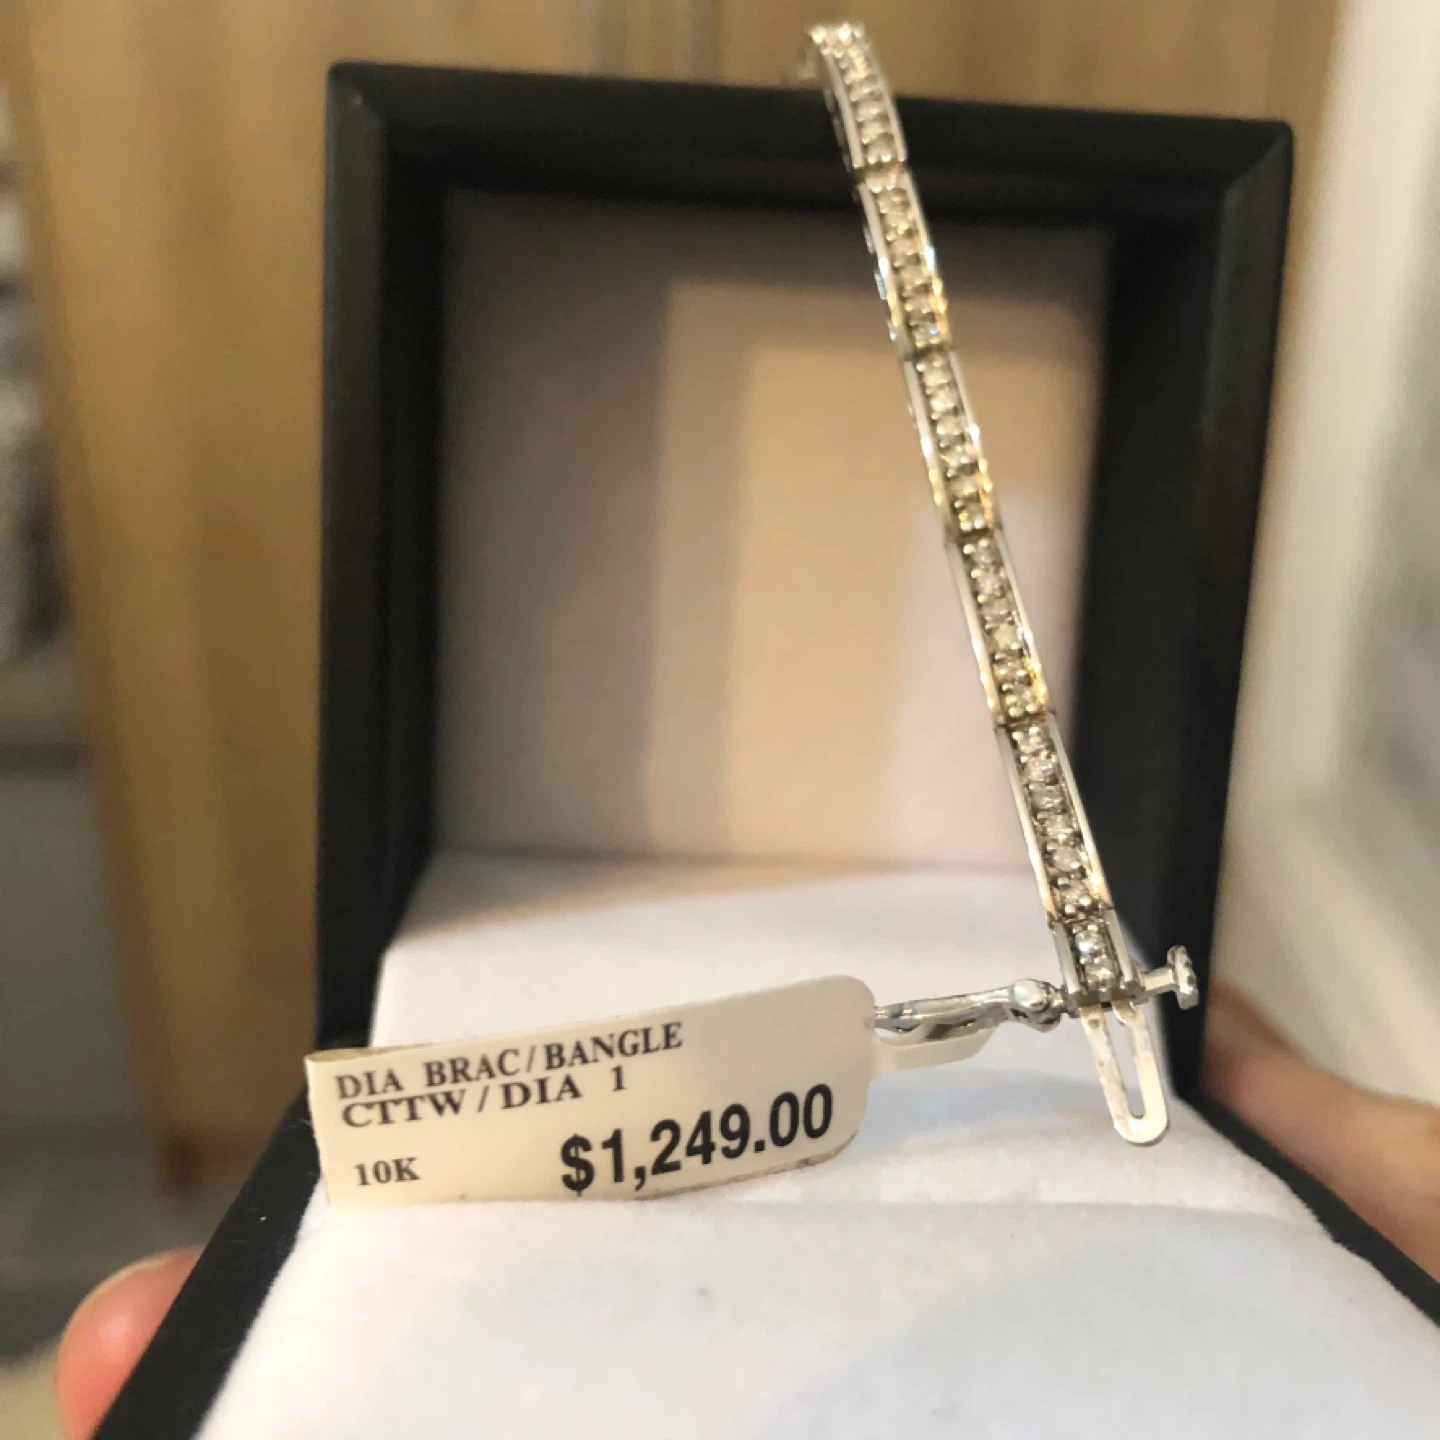 DIA BRAC/BANGLE
CTTW/DIA 1
10K $1,249.00